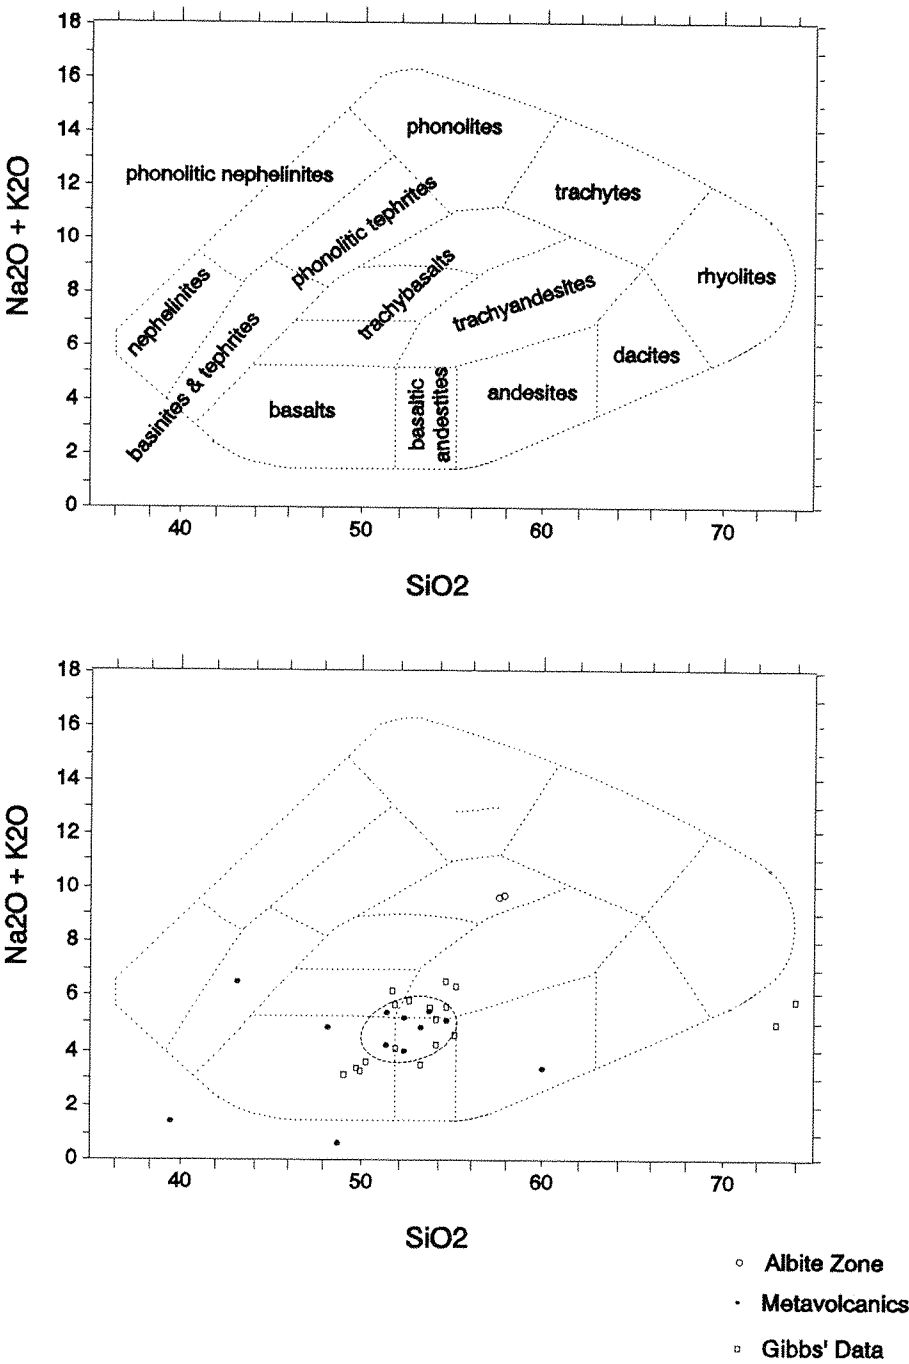 18
16
14
12
10
8
6
4
2
0
Na2O + K2O
phonolites
phonolitic nephelinites
trachytes
phonolitic tephrites
rhyolites
nephelinites
trachybasalts
trachyandesites
basinites & tephrites
dacites
basalts
basaltic
andestites
andesites
40
50
60
70
SiO2
18
16
14
12
10
8
6
4
2
0
Na2O + K2O
40
50
60
70
SiO2
Albite Zone
Metavolcanics
Gibbs' Data